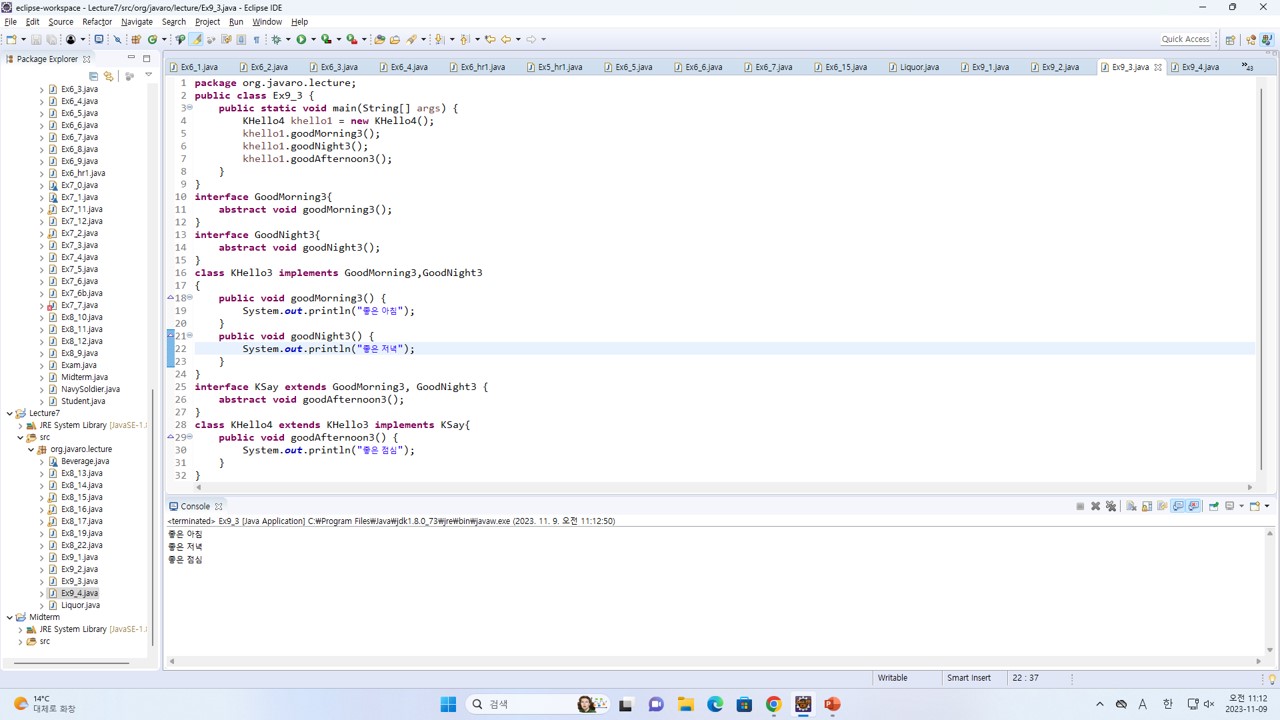 eclipse-workspace - Lecture7/src/org/javaro/lecture/Ex9_3.java - Eclipse IDE
File Edit Source Refactor Navigate Search Project Run Window Help
Quick Access
Package Explorer
Ex6_3.java
Ex6_4.java
Ex6_5.java
Ex6_6.java
Ex6_7.java
Ex6_8.java
Ex6_9.java
Ex6_hr1.java
Ex7_0.java
Ex7_1.java
Ex7_11.java
Ex7_12.java
Ex7_2.java
Ex7_3.java
Ex7_4.java
Ex7_5.java
Ex7_6.java
Ex7_6b.java
Ex7_7.java
Ex8_10.java
Ex8_11.java
Ex8_12.java
Ex8_9.java
Exam.java
Midterm.java
NavySoldier.java
Student.java
Lecture7
JRE System Library [JavaSE-1.8
src
org.javaro.lecture
Beverage.java
Ex8_13.java
Ex8_14.java
Ex8_15.java
Ex8_16.java
Ex8_17.java
Ex8_19.java
Ex8_22.java
Ex9_1.java
Ex9_2.java
Ex9_3.java
Ex9_4.java
Liquor.java
Midterm
JRE System Library [JavaSE-1.8
src
Ex6_1.java Ex6_2.java Ex6_3.java Ex6_4.java Ex6_hr1.java Ex5_hr1.java Ex6_5.java Ex6_6.java Ex6_7.java Ex6_15.java Liquor.java Ex9_1.java Ex9_2.java Ex9_3.java Ex9_4.java »43
1 package org.javaro.lecture;
2 public class Ex9_3 {
3 public static void main(String[] args) {
4 KHello4 khello1 = new KHello4();
5 khello1.goodMorning3();
6 khello1.goodNight3();
7 khello1.goodAfternoon3();
8 }
9 }
10 interface GoodMorning3{
11 abstract void goodMorning3();
12 }
13 interface GoodNight3{
14 abstract void goodNight3();
15 }
16 class KHello3 implements GoodMorning3,GoodNight3
17 {
18 public void goodMorning3() {
19 System.out.println("좋은 아침");
20 }
21 public void goodNight3() {
22 System.out.println("좋은 저녁");
23 }
24 }
25 interface KSay extends GoodMorning3, GoodNight3 {
26 abstract void goodAfternoon3();
27 }
28 class KHello4 extends KHello3 implements KSay{
29 public void goodAfternoon3() {
30 System.out.println("좋은 점심");
31 }
32 }
Console
<terminated> Ex9_3 [Java Application] C:₩Program Files₩Java₩jdk1.8.0_73₩jre₩bin₩javaw.exe (2023. 11. 9. 오전 11:12:50)
좋은 아침
좋은 저녁
좋은 점심
Writable Smart Insert 22 : 37
14°C
대체로 화창
검색
A 한
오전 11:12
2023-11-09